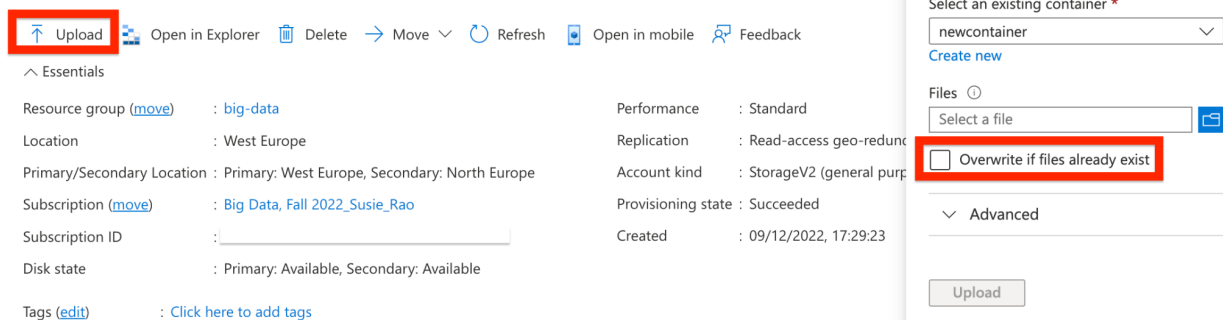 Upload Open in Explorer Delete Move Refresh Open in mobile Feedback
Essentials
Resource group (move) : big-data
Location : West Europe
Primary/Secondary Location : Primary: West Europe, Secondary: North Europe
Subscription (move) : Big Data, Fall 2022_Susie_Rao
Subscription ID :
Disk state : Primary: Available, Secondary: Available
Tags (edit) : Click here to add tags
Performance : Standard
Replication : Read-access geo-redund
Account kind : StorageV2 (general purp
Provisioning state : Succeeded
Created : 09/12/2022, 17:29:23
Select an existing container *
newcontainer
Create new
Files
Select a file
Overwrite if files already exist
Advanced
Upload